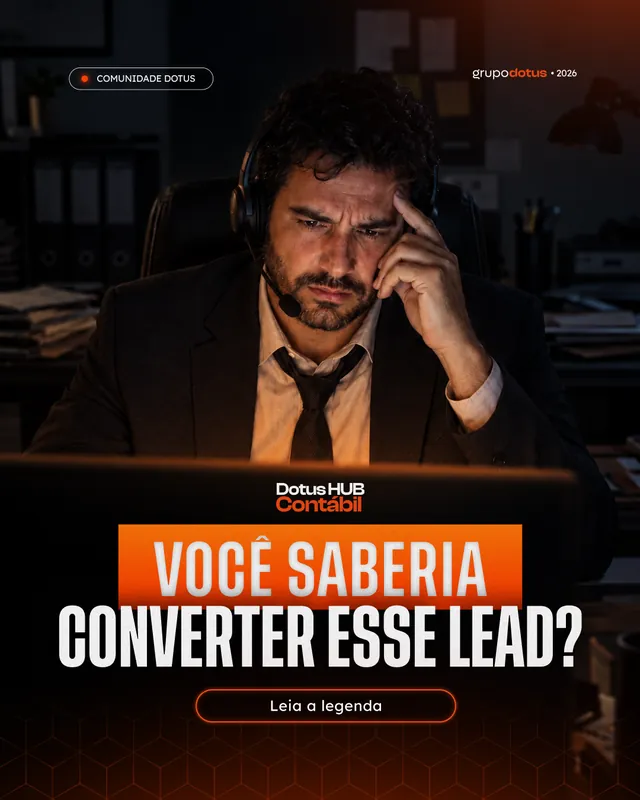 COMUNIDADE DOTUS
grupodotus • 2026
Dotus HUB
Contábil
VOCÊ SABERIA
CONVERTER ESSE LEAD?
Leia a legenda